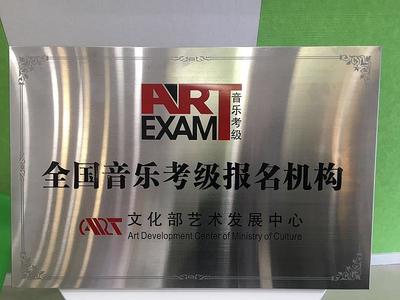 ART 音乐考级
EXAM
全国音乐考级报名机构
ART 文化部艺术发展中心
Art Development Center of Ministry of Culture